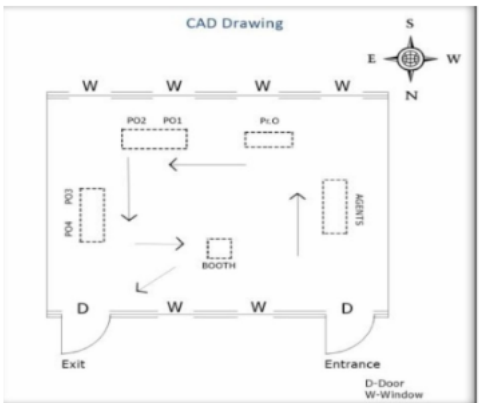 CAD Drawing
S
E W
N
W W W W
PO2 PO1 Pr.O
PO3
PO4
AGENTS
BOOTH
D W W D
Exit Entrance
D-Door
W-Window